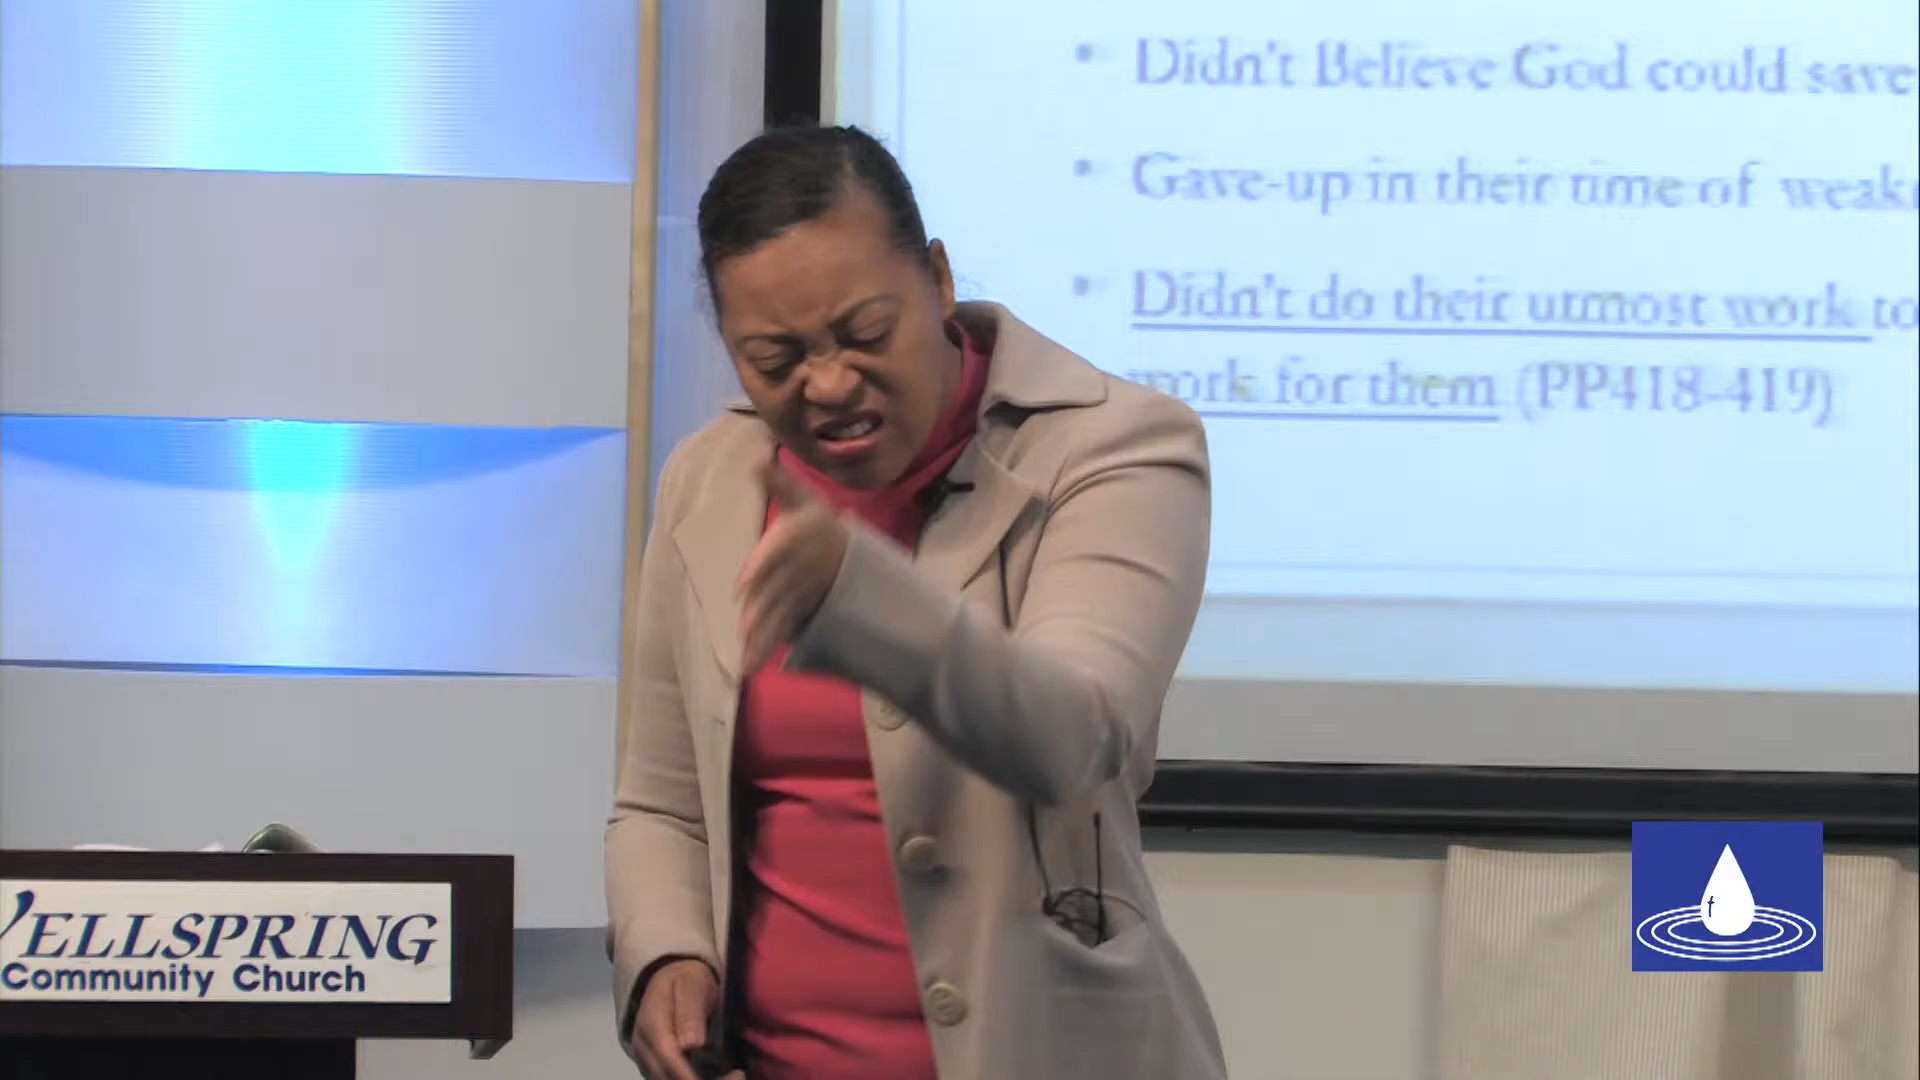 • Didn't Believe God could save
• Gave-up in their time of
• Didn't do their utmost work to
work for them (PP418-419)
WELLSPRING
Community Church